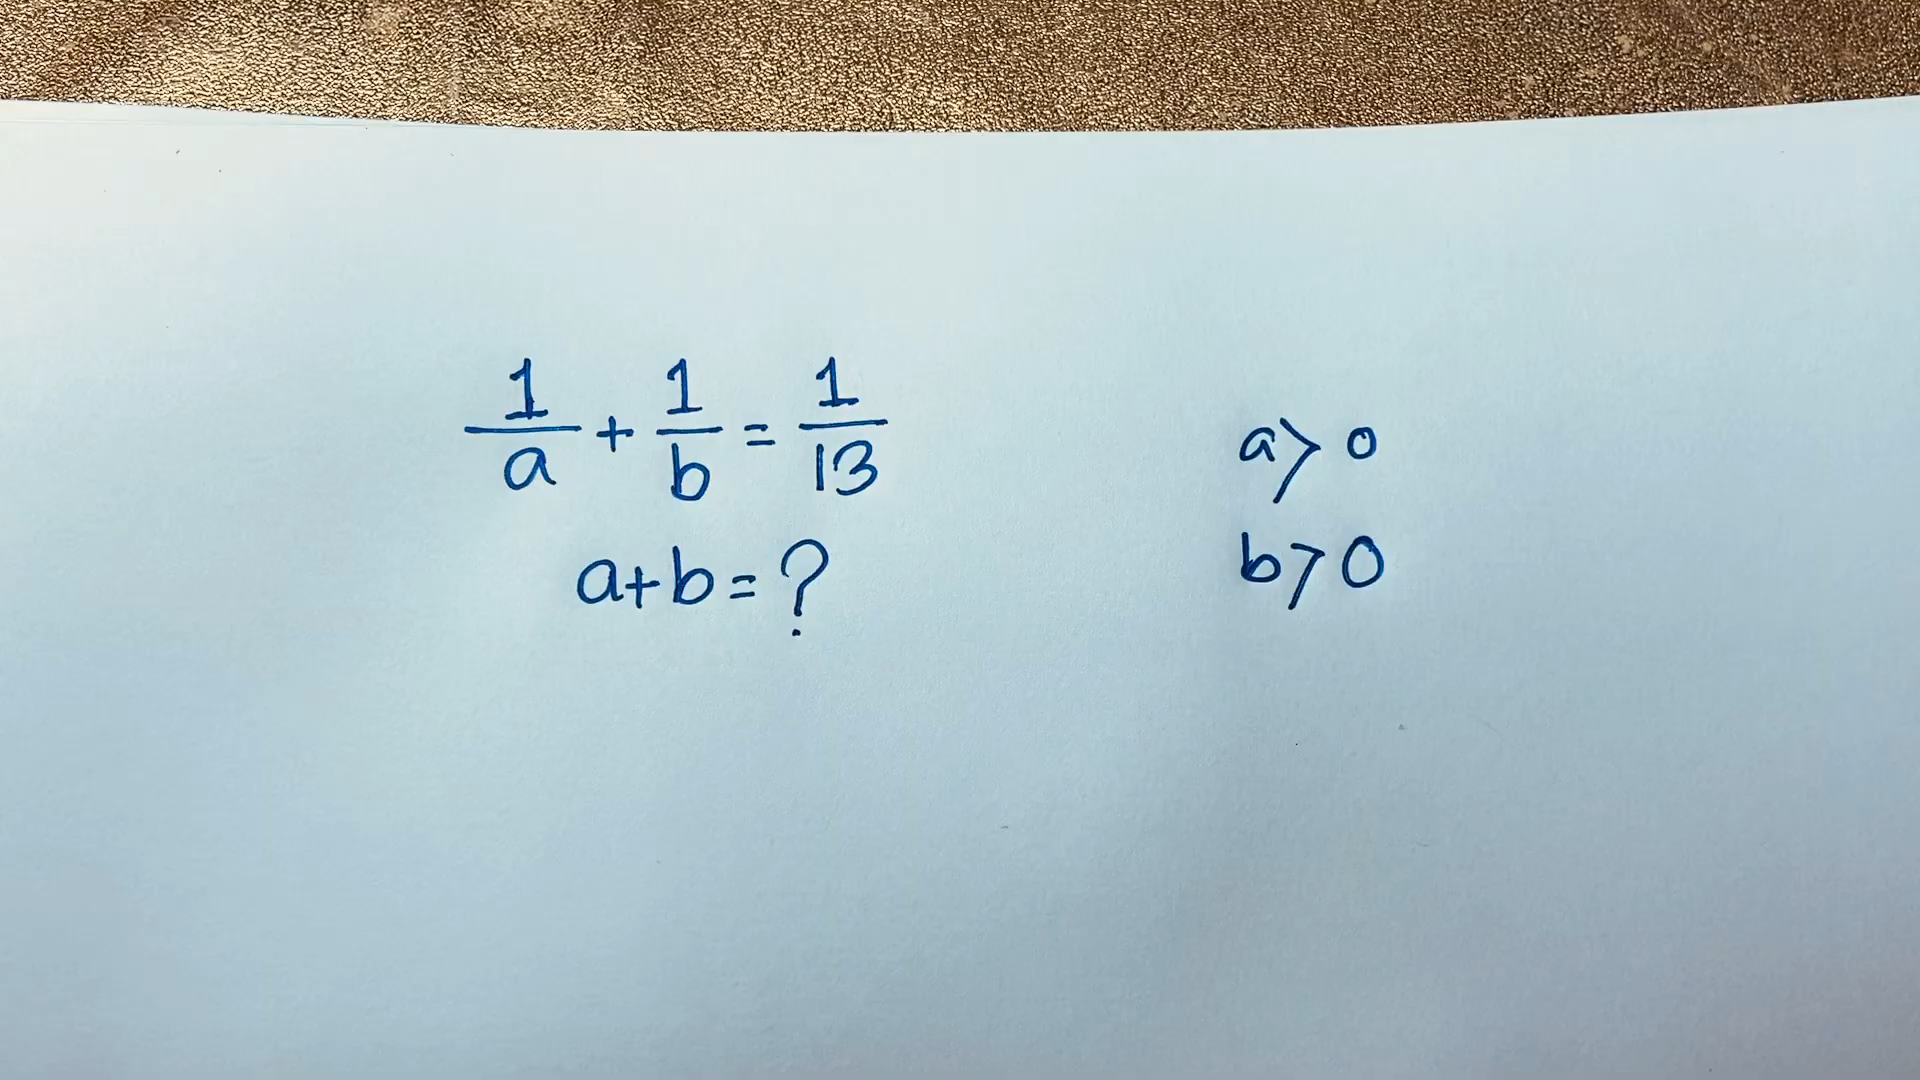 1/a + 1/b = 1/13
a+b=?
a>0
b>0